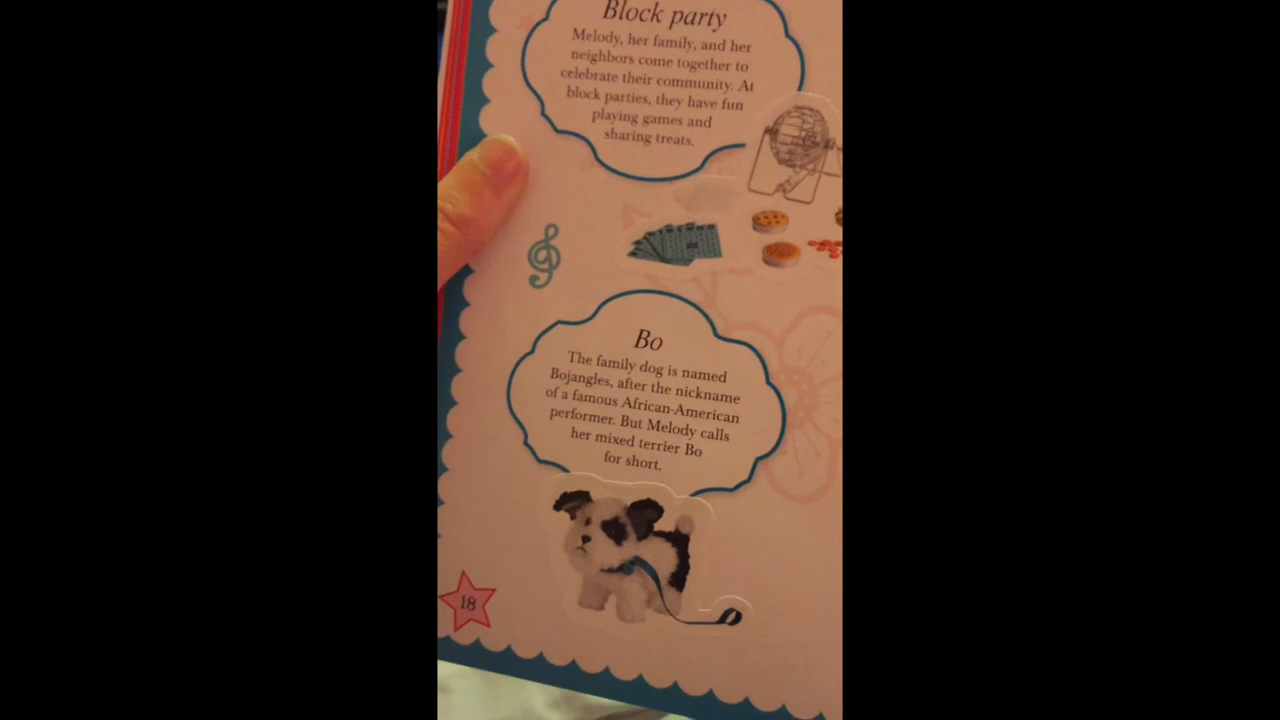 Block party
Melody, her family, and her
neighbors come together to
celebrate their community. At
block parties, they have fun
playing games and
sharing treats.
Bo
The family dog is named
Bojangles, after the nickname
of a famous African-American
performer. But Melody calls
her mixed terrier Bo
for short.
18